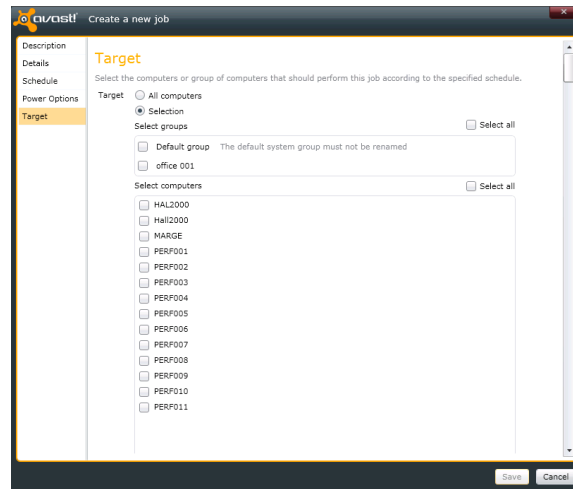 avast! Create a new job
Description
Details
Schedule
Power Options
Target
Target
Select the computers or group of computers that should perform this job according to the specified schedule.
Target All computers
Selection
Select groups Select all
Default group The default system group must not be renamed
office 001
Select computers Select all
HAL2000
Hall2000
MARGE
PERF001
PERF002
PERF003
PERF004
PERF005
PERF006
PERF007
PERF008
PERF009
PERF010
PERF011
Save Cancel